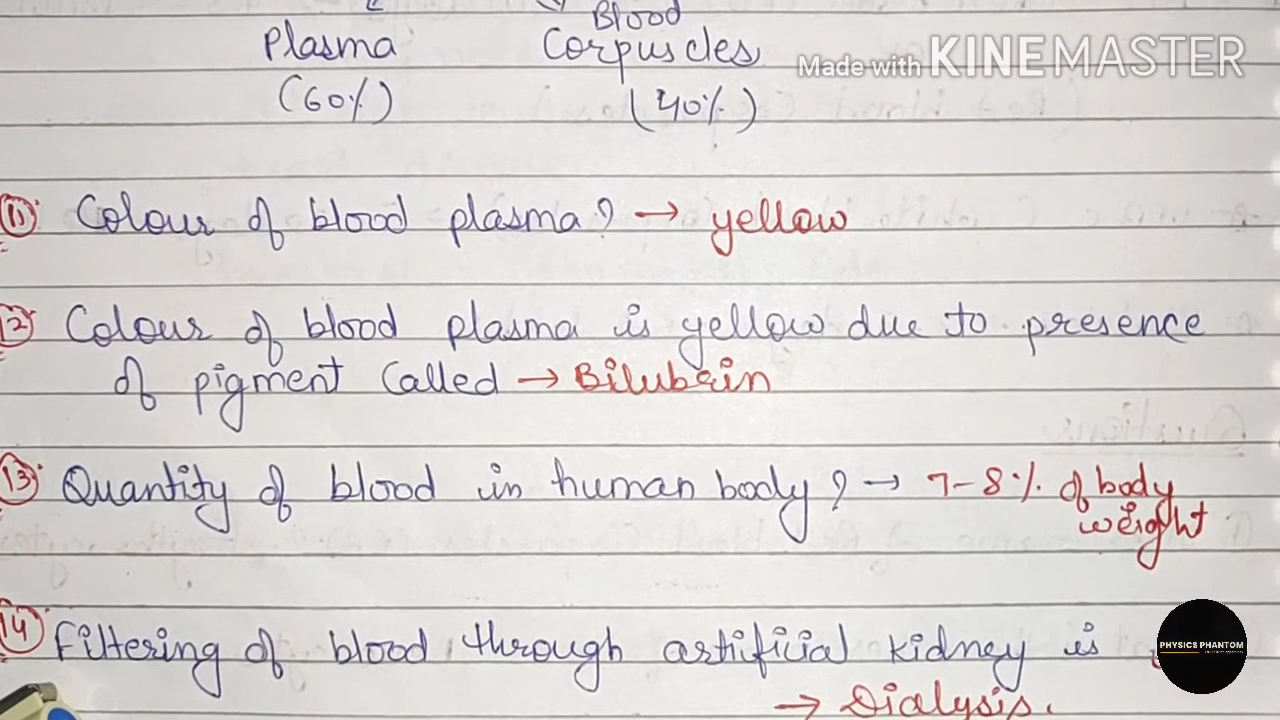 Blood
Plasma Corpuscles
(60%) (40%)
Made with KINEMASTER
11 Colour of blood plasma? → yellow
12 Colour of blood plasma is yellow due to presence
of pigment Called → Bilubrin
13 Quantity of blood in human body? → 7-8% of body
weight
14 Filtering of blood through artificial kidney is
PHYSICS PHANTOM
→ Dialysis.